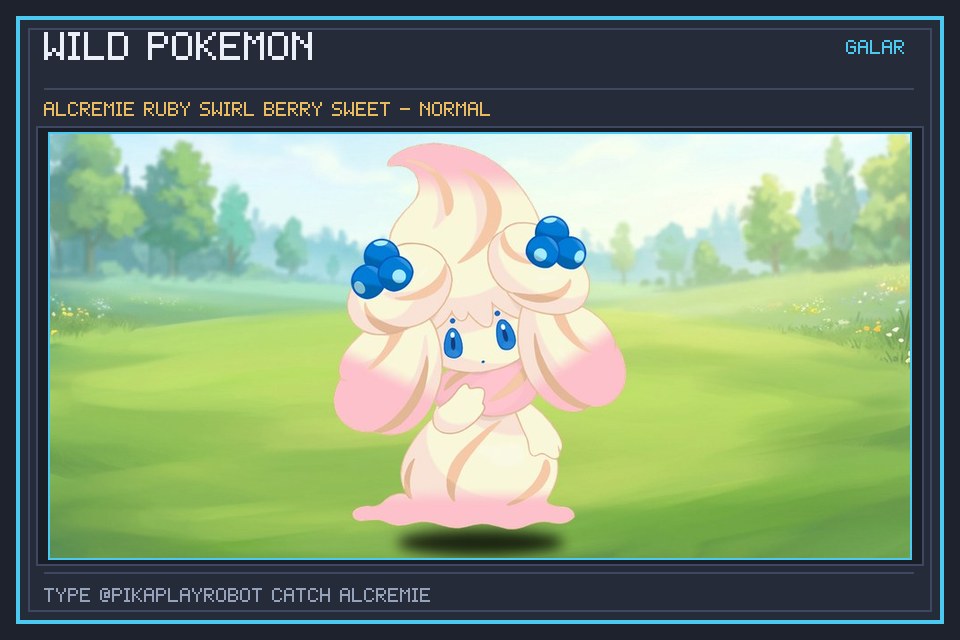 WILD POKEMON
GALAR
ALCREMIE RUBY SWIRL BERRY SWEET - NORMAL
TYPE @PIKAPLAYROBOT CATCH ALCREMIE